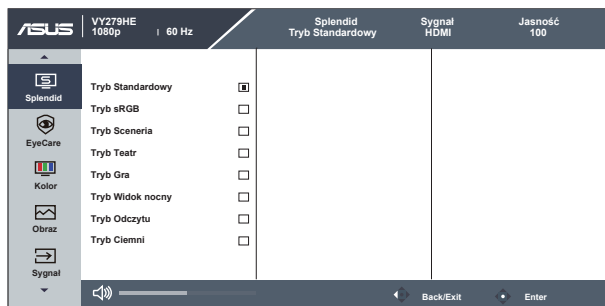 ASUS
VY279HE
1080p | 60 Hz
Splendid
Tryb Standardowy
Sygnał
HDMI
Jasność
100
Splendid
EyeCare
Kolor
Obraz
Sygnał
Tryb Standardowy
Tryb sRGB
Tryb Sceneria
Tryb Teatr
Tryb Gra
Tryb Widok nocny
Tryb Odczytu
Tryb Ciemni
Back/Exit
Enter